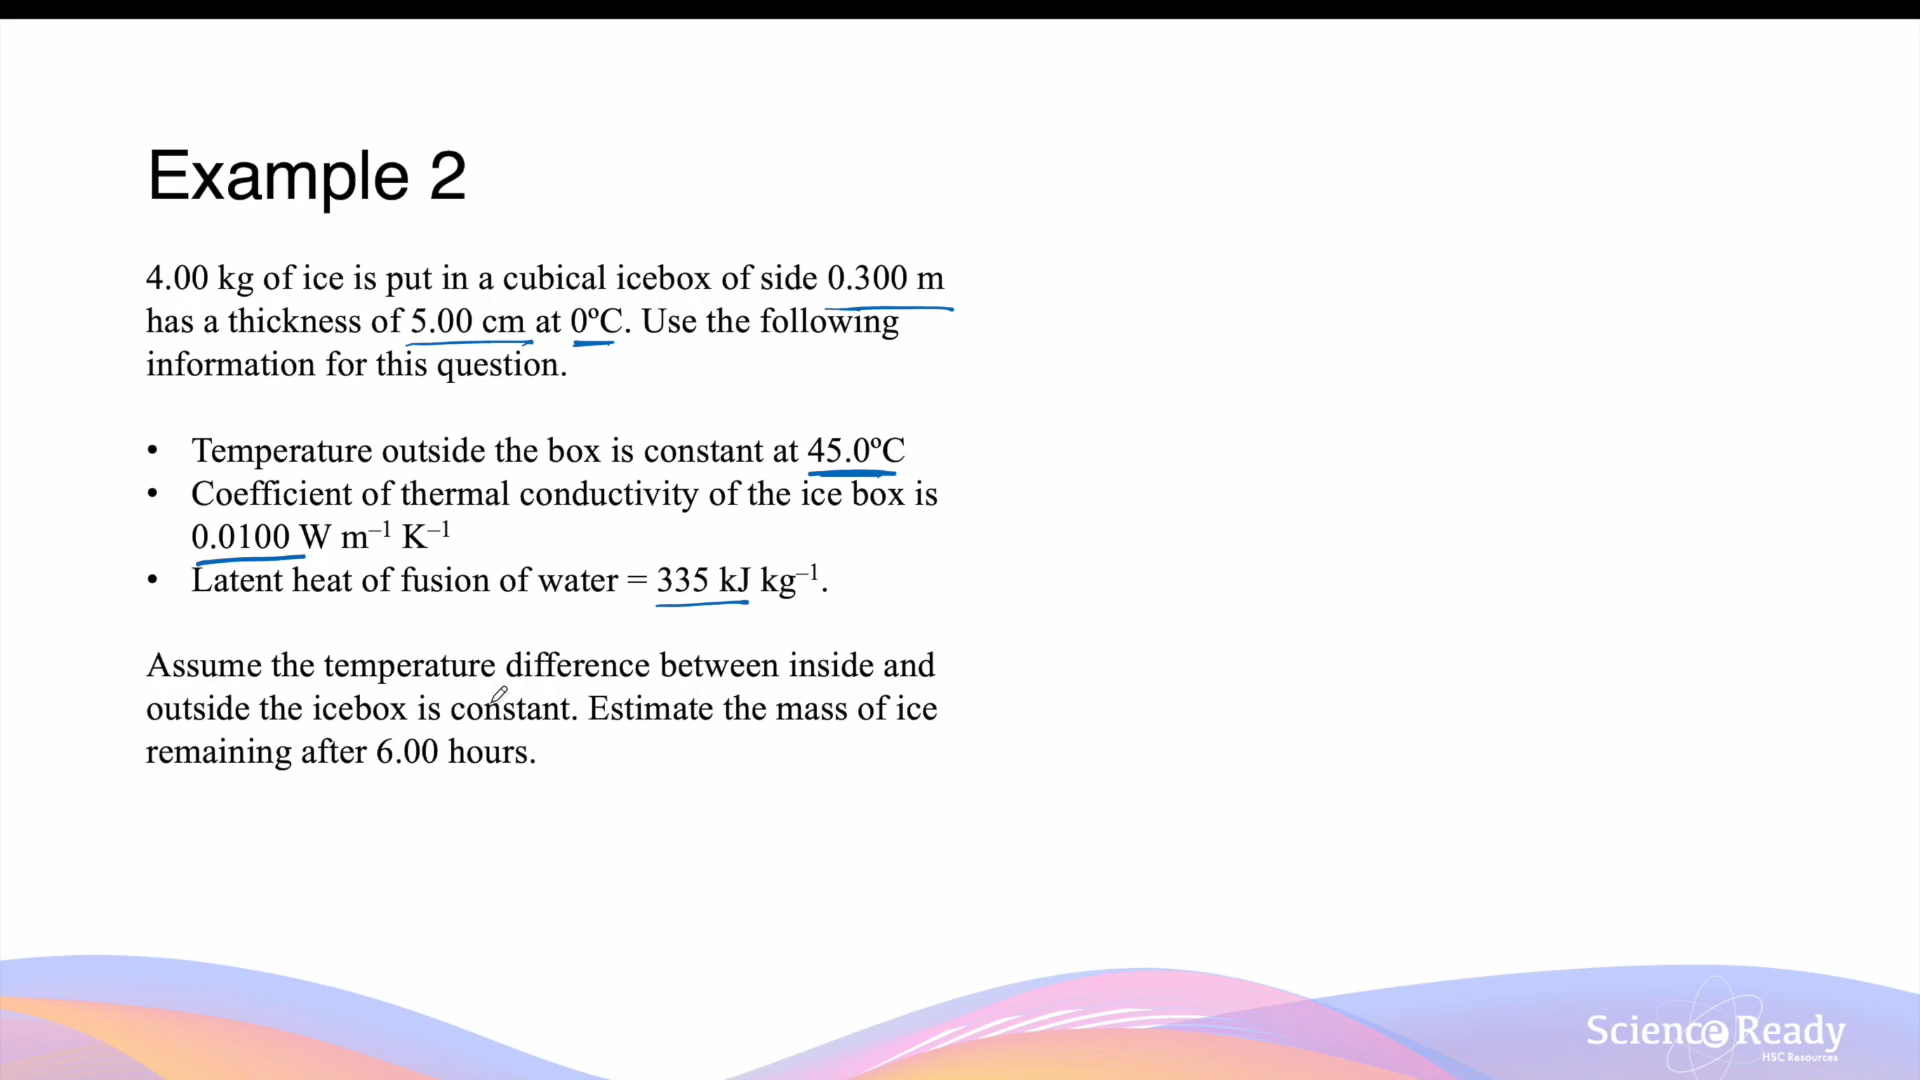 Example 2
4.00 kg of ice is put in a cubical icebox of side 0.300 m
has a thickness of 5.00 cm at 0ºC. Use the following
information for this question.
• Temperature outside the box is constant at 45.0ºC
• Coefficient of thermal conductivity of the ice box is
0.0100 W m⁻¹ K⁻¹
• Latent heat of fusion of water = 335 kJ kg⁻¹.
Assume the temperature difference between inside and
outside the icebox is constant. Estimate the mass of ice
remaining after 6.00 hours.
Science Ready
HSC Resources